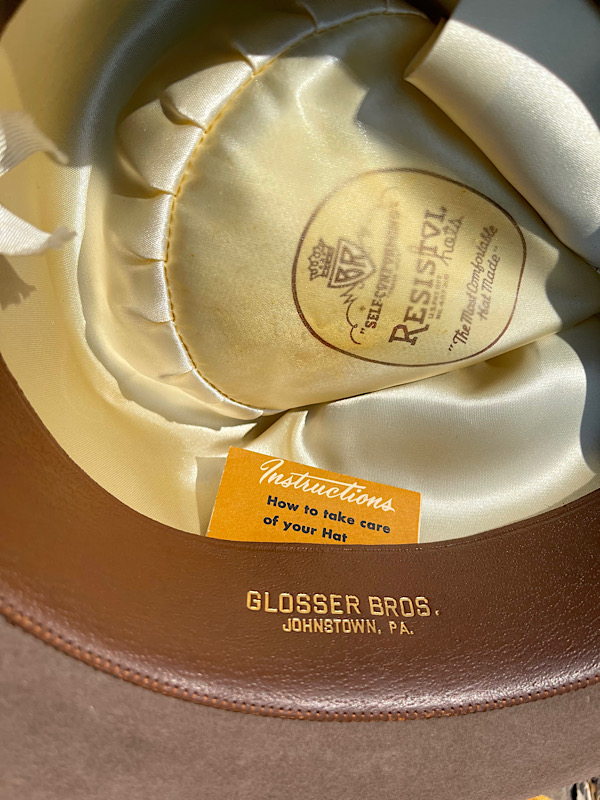 BR
"SELF-CONFORMING"
RESISTOL
hats
"The Most Comfortable
Hat Made"
Instructions
How to take care
of your Hat
GLOSSER BROS.
JOHNSTOWN, PA.